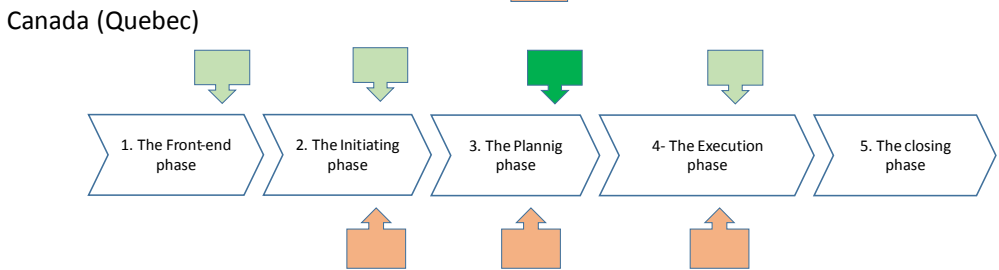 Canada (Quebec)
1. The Front-end
phase
2. The Initiating
phase
3. The Plannig
phase
4- The Execution
phase
5. The closing
phase